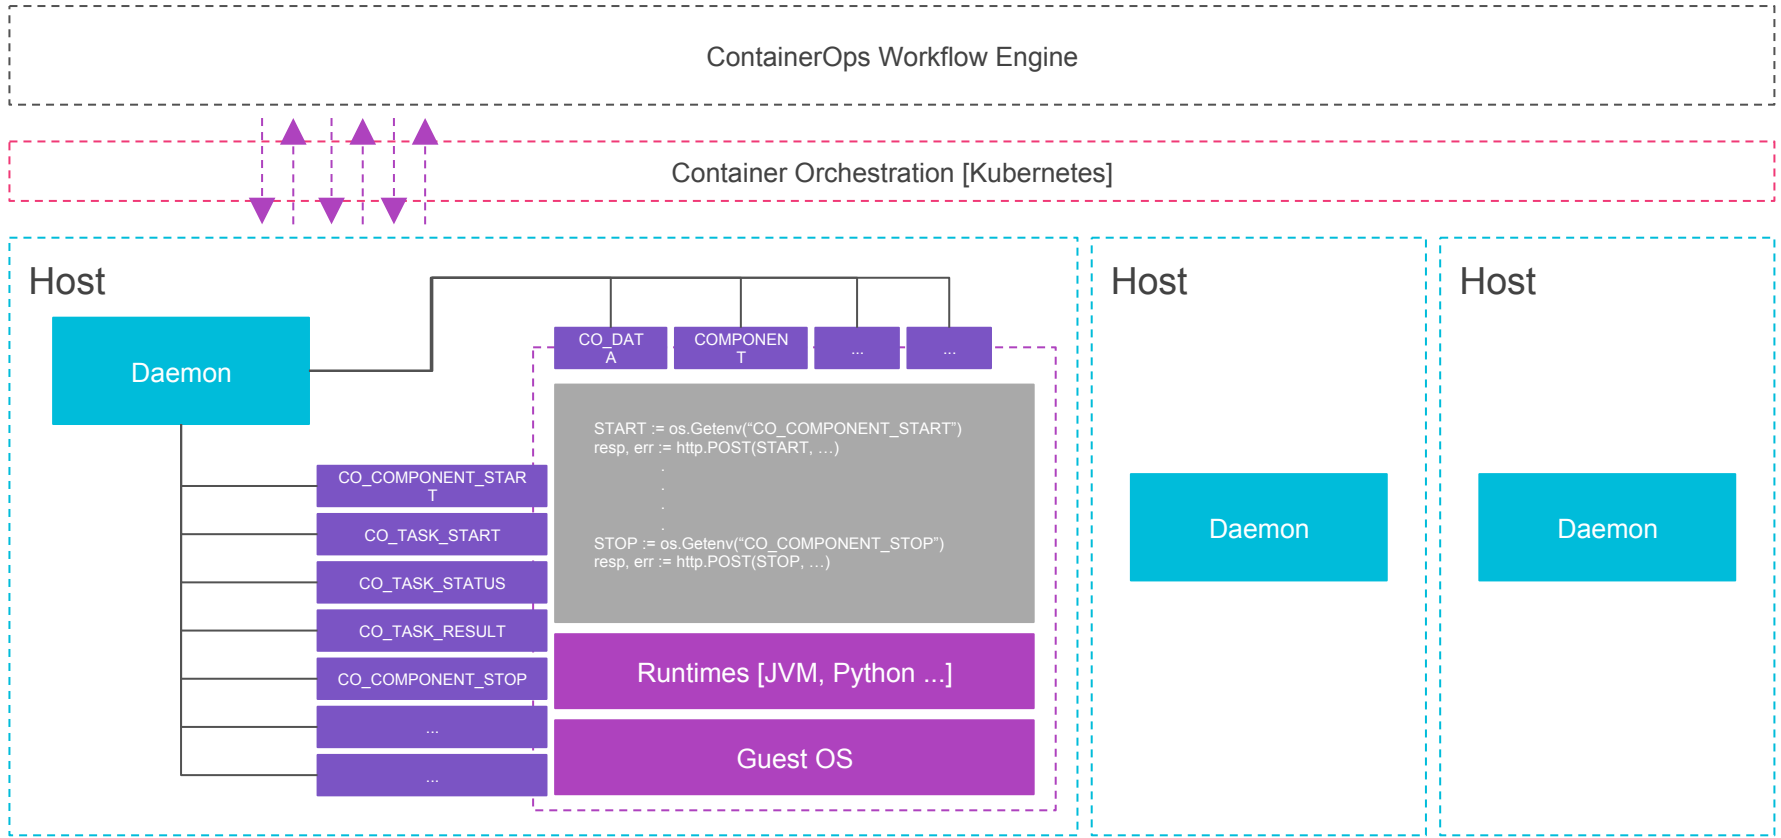 ContainerOps Workflow Engine
Container Orchestration [Kubernetes]
Host
Host
Host
Daemon
CO_DAT
A
COMPONEN
T
...
...
START := os.Getenv(“CO_COMPONENT_START”)
resp, err := http.POST(START, …)
.
.
.
.
STOP := os.Getenv(“CO_COMPONENT_STOP”)
resp, err := http.POST(STOP, …)
CO_COMPONENT_STAR
T
CO_TASK_START
CO_TASK_STATUS
CO_TASK_RESULT
CO_COMPONENT_STOP
...
...
Runtimes [JVM, Python ...]
Guest OS
Daemon
Daemon